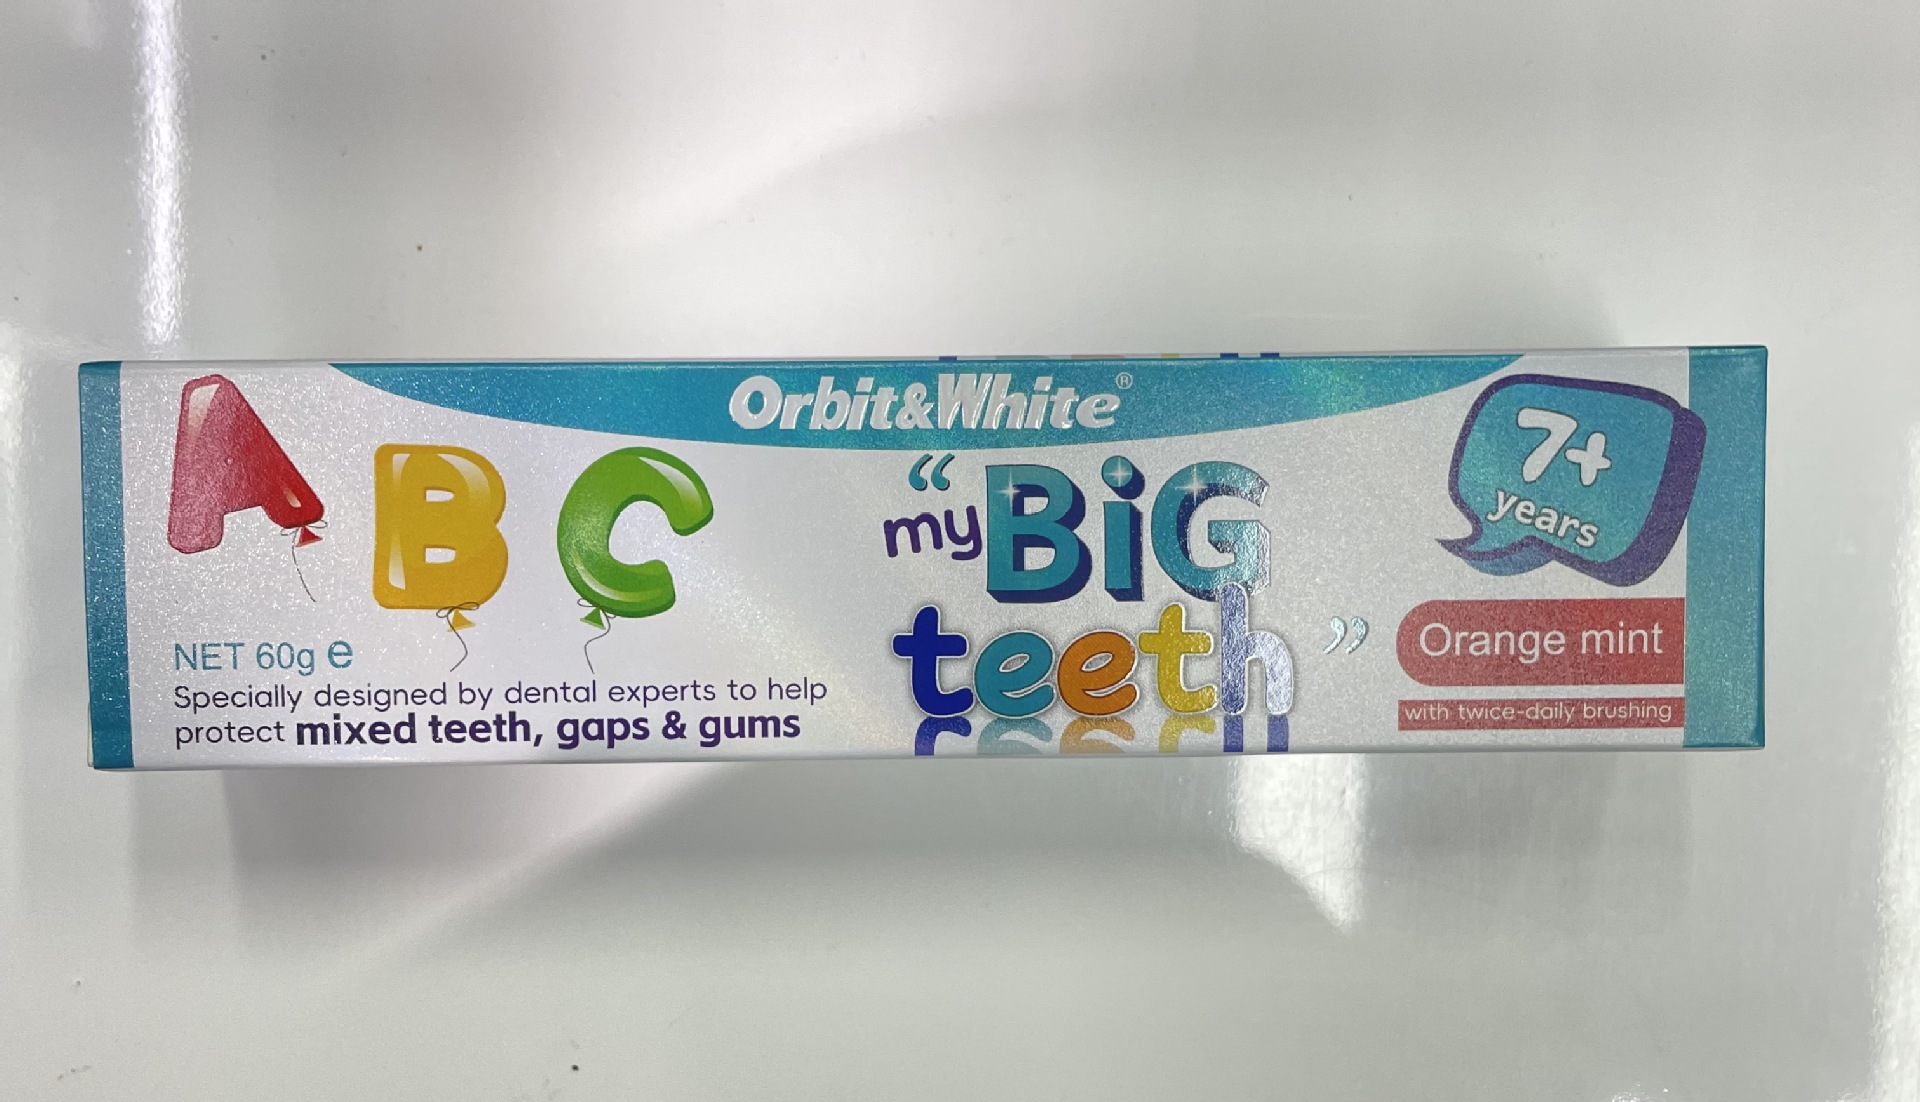 Orbit&White®
A B C
“my BiG
teeth”
7+
years
NET 60g e
Specially designed by dental experts to help
protect mixed teeth, gaps & gums
Orange mint
with twice-daily brushing